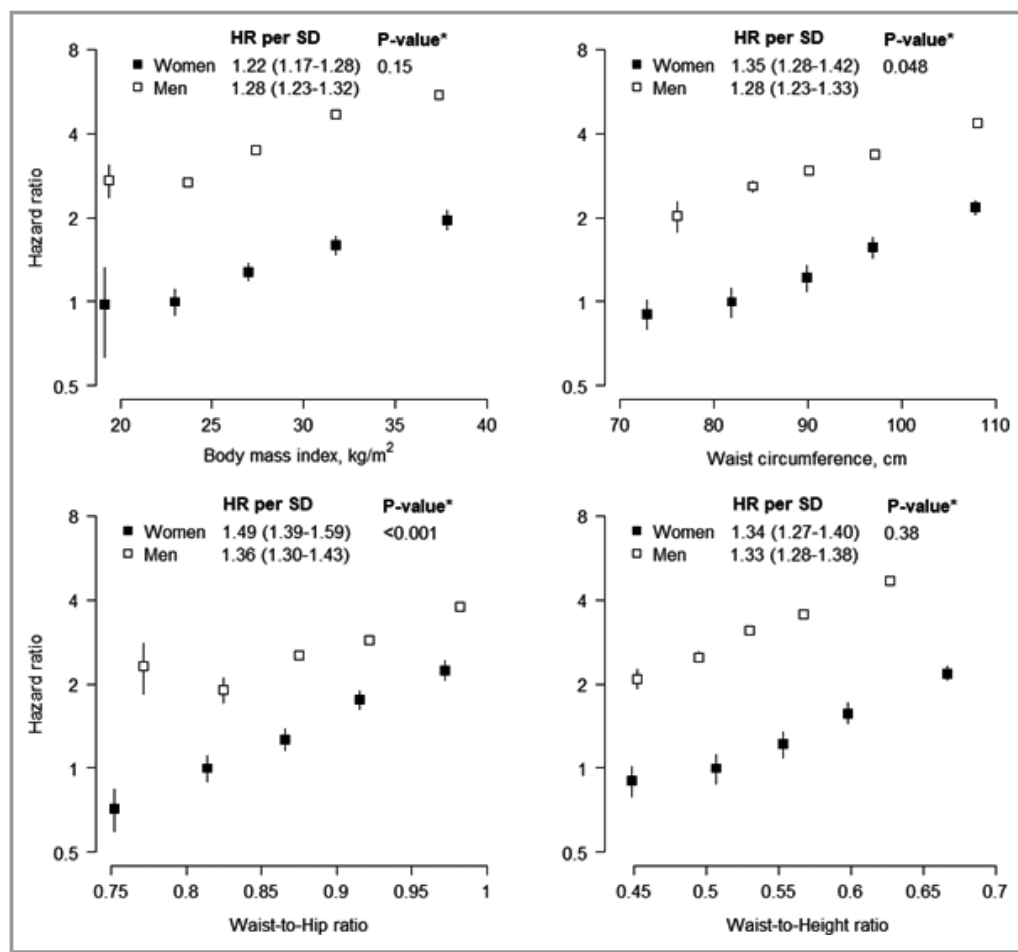 HR per SD P-value*
Women 1.22 (1.17-1.28) 0.15
Men 1.28 (1.23-1.32)
8
4
2
1
0.5
Hazard ratio
20 25 30 35 40
Body mass index, kg/m²
HR per SD P-value*
Women 1.35 (1.28-1.42) 0.048
Men 1.28 (1.23-1.33)
8
4
2
1
0.5
70 80 90 100 110
Waist circumference, cm
HR per SD P-value*
Women 1.49 (1.39-1.59) <0.001
Men 1.36 (1.30-1.43)
8
4
2
1
0.5
Hazard ratio
0.75 0.8 0.85 0.9 0.95 1
Waist-to-Hip ratio
HR per SD P-value*
Women 1.34 (1.27-1.40) 0.38
Men 1.33 (1.28-1.38)
8
4
2
1
0.5
0.45 0.5 0.55 0.6 0.65 0.7
Waist-to-Height ratio